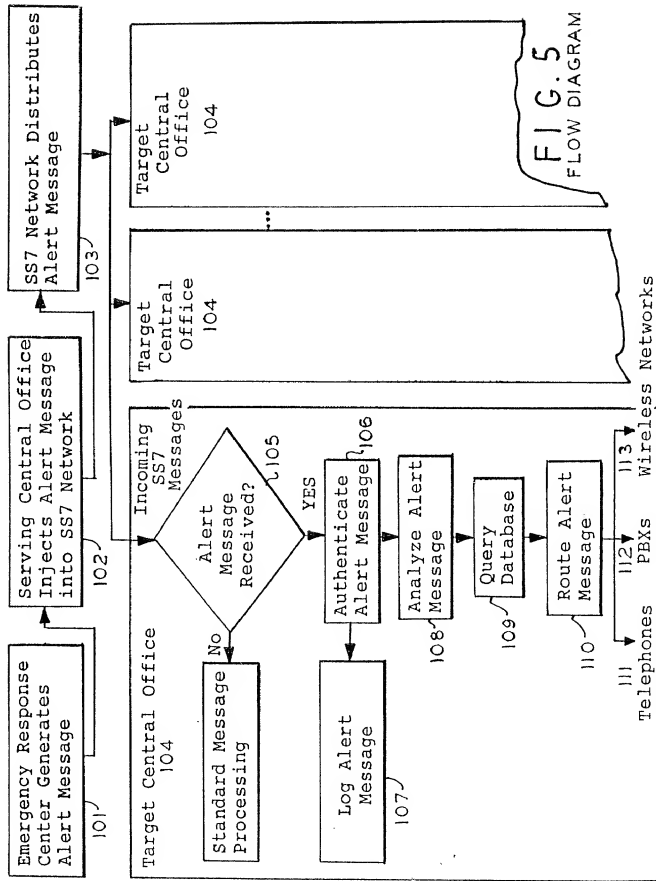 Emergency Response
Center Generates
Alert Message
101
Serving Central Office
Injects Alert Message
into SS7 Network
102
SS7 Network Distributes
Alert Message
103
Target Central Office
104
Incoming
SS7 Messages
Alert
Message
Received?
105
No
YES
Standard Message
Processing
Authenticate
Alert Message
106
Log Alert
Message
107
Analyze Alert
Message
108
Query
Database
109
Route Alert
Message
110
111
Telephones
112
PBXs
113
Wireless Networks
Target
Central
Office
104
...
Target
Central
Office
104
FIG. 5
FLOW DIAGRAM